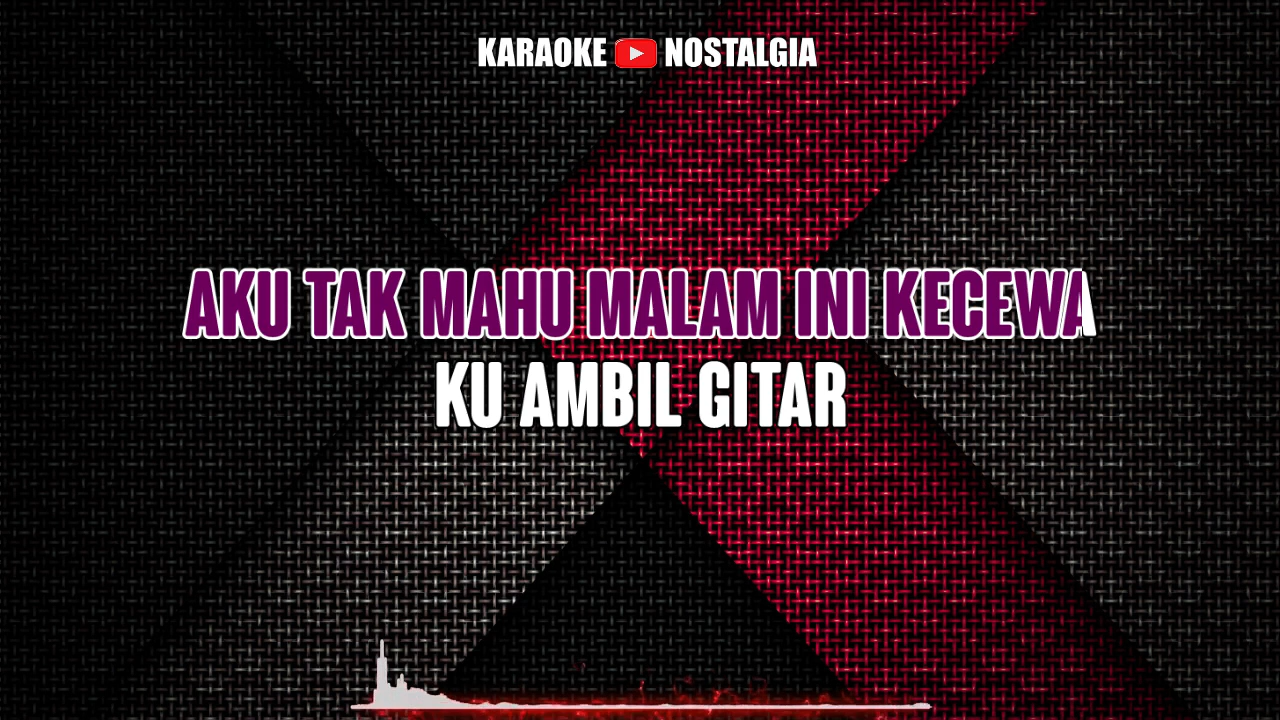 KARAOKE NOSTALGIA
AKU TAK MAHU MALAM INI KECEWA
KU AMBIL GITAR